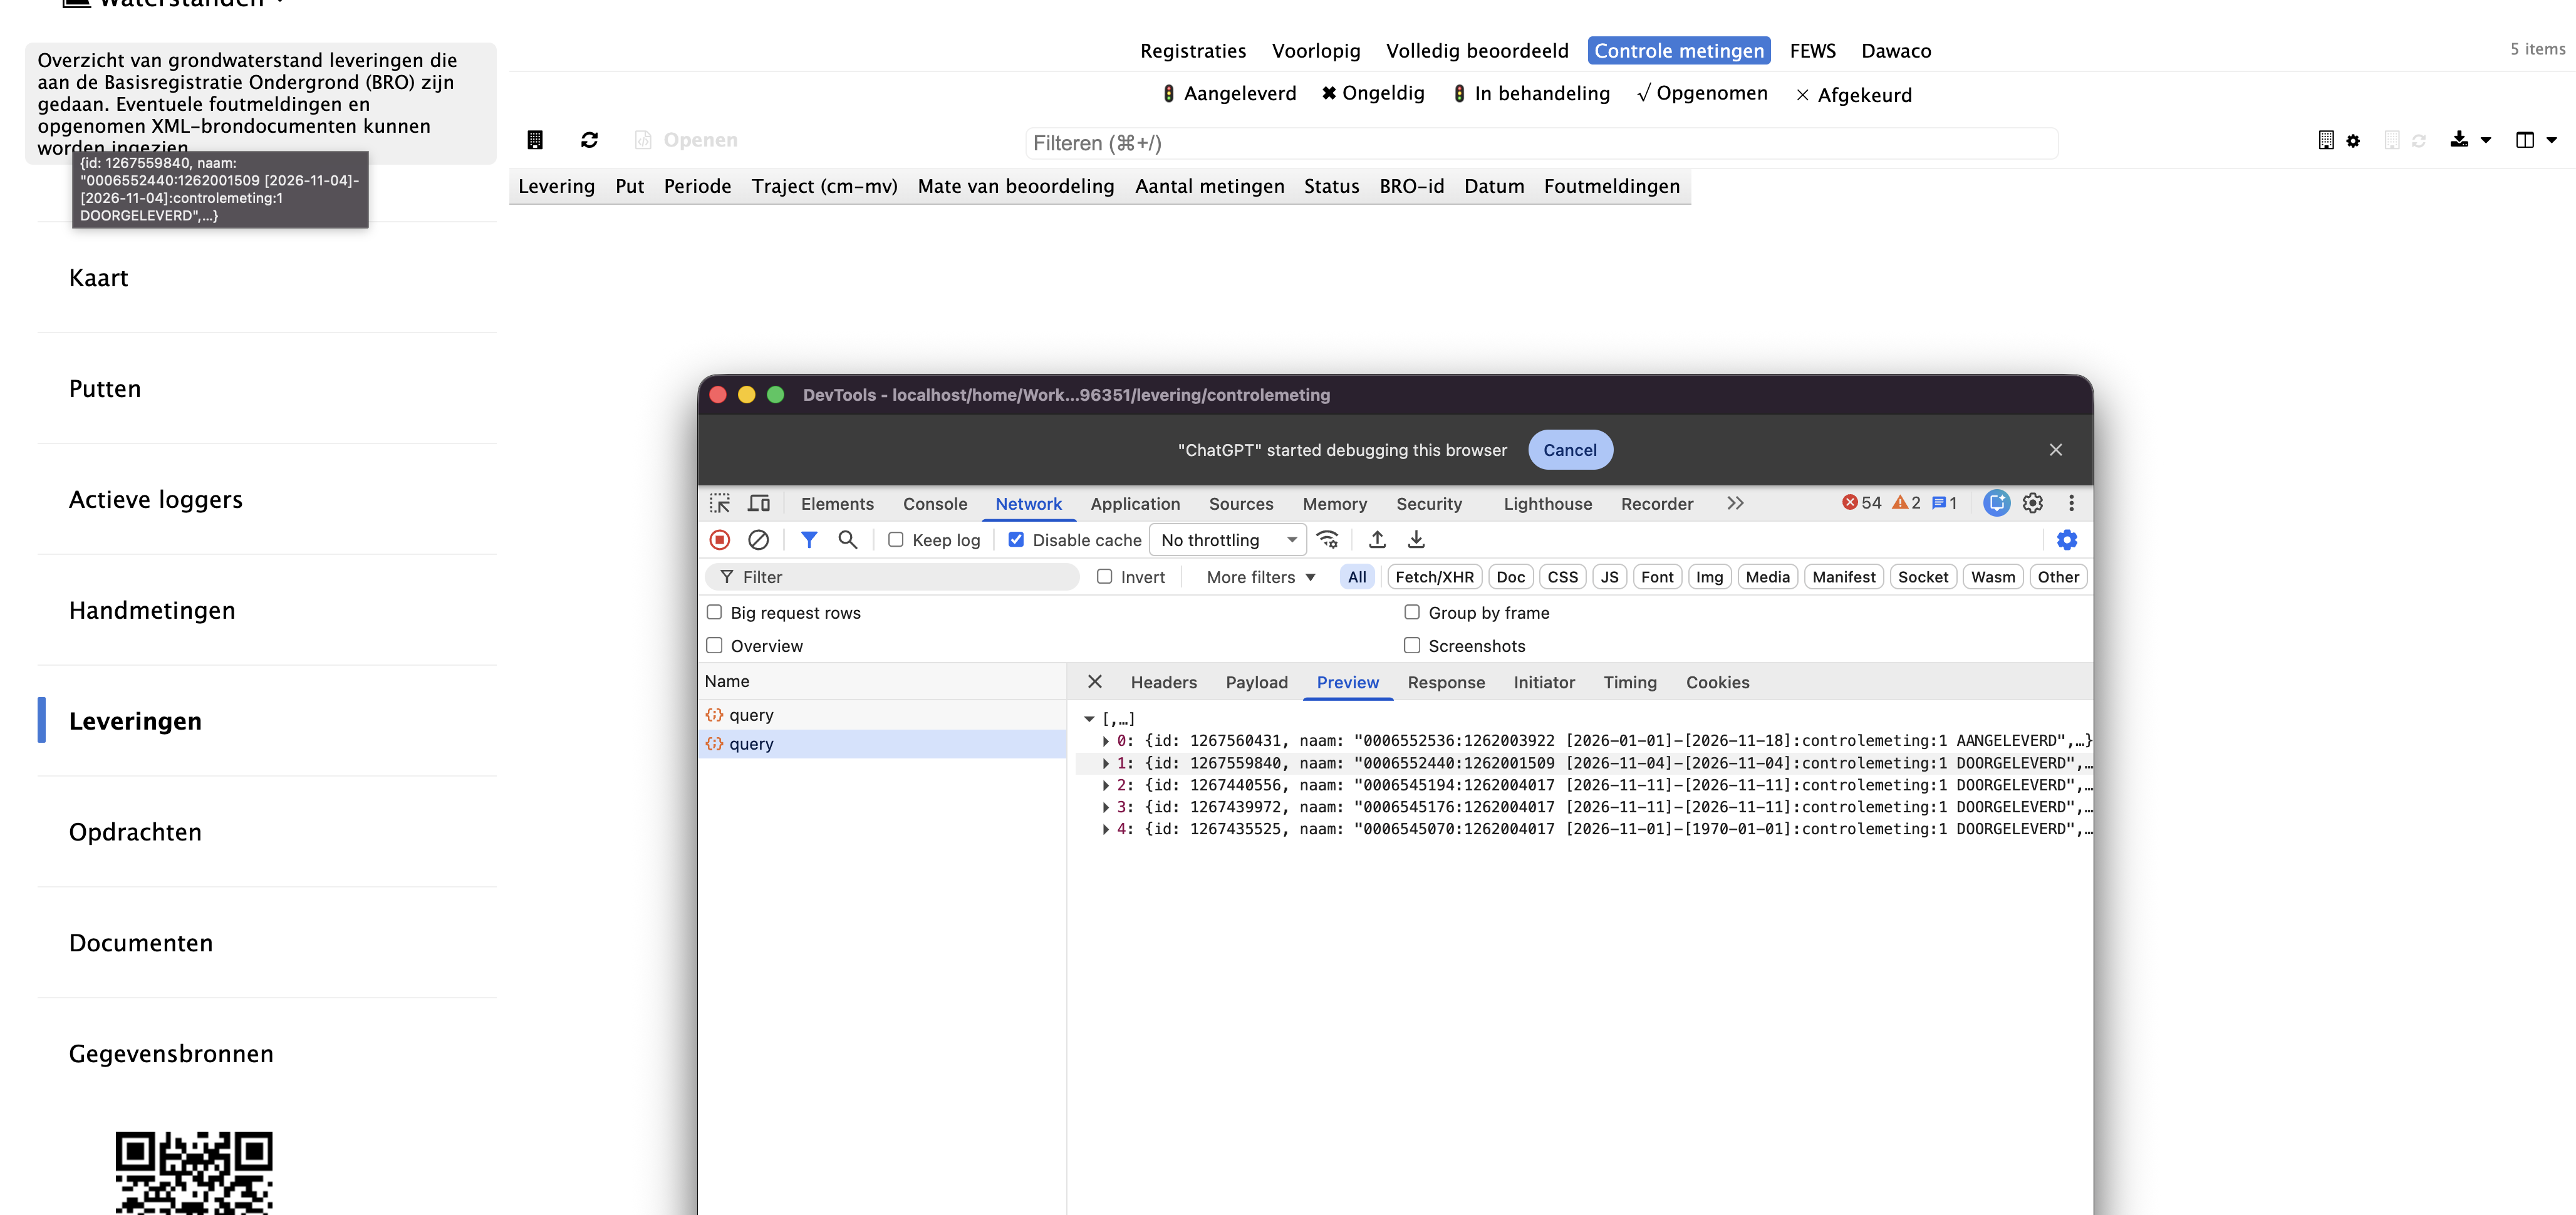 Waterstanden
Overzicht van grondwaterstand leveringen die
aan de Basisregistratie Ondergrond (BRO) zijn
gedaan. Eventuele foutmeldingen en
opgenomen XML-brondocumenten kunnen
worden ingezien
{id: 1267559840, naam:
"0006552440:1262001509 [2026-11-04]-
[2026-11-04]:controlemeting:1
DOORGELEVERD",…}
Kaart
Putten
Actieve loggers
Handmetingen
Leveringen
Opdrachten
Documenten
Gegevensbronnen
Registraties Voorlopig Volledig beoordeeld Controle metingen FEWS Dawaco
5 items
Aangeleverd ✖ Ongeldig In behandeling √ Opgenomen × Afgekeurd
Openen
Filteren (⌘+/)
Levering Put Periode Traject (cm-mv) Mate van beoordeling Aantal metingen Status BRO-id Datum Foutmeldingen
DevTools - localhost/home/Work...96351/levering/controlemeting
"ChatGPT" started debugging this browser Cancel
Elements Console Network Application Sources Memory Security Lighthouse Recorder 54 2 1
Keep log Disable cache No throttling
Filter Invert More filters All Fetch/XHR Doc CSS JS Font Img Media Manifest Socket Wasm Other
Big request rows Group by frame
Overview Screenshots
Name
query
query
Headers Payload Preview Response Initiator Timing Cookies
[,…]
0: {id: 1267560431, naam: "0006552536:1262003922 [2026-01-01]-[2026-11-18]:controlemeting:1 AANGELEVERD",…}
1: {id: 1267559840, naam: "0006552440:1262001509 [2026-11-04]-[2026-11-04]:controlemeting:1 DOORGELEVERD",…
2: {id: 1267440556, naam: "0006545194:1262004017 [2026-11-11]-[2026-11-11]:controlemeting:1 DOORGELEVERD",…
3: {id: 1267439972, naam: "0006545176:1262004017 [2026-11-11]-[2026-11-11]:controlemeting:1 DOORGELEVERD",…
4: {id: 1267435525, naam: "0006545070:1262004017 [2026-11-01]-[1970-01-01]:controlemeting:1 DOORGELEVERD",…